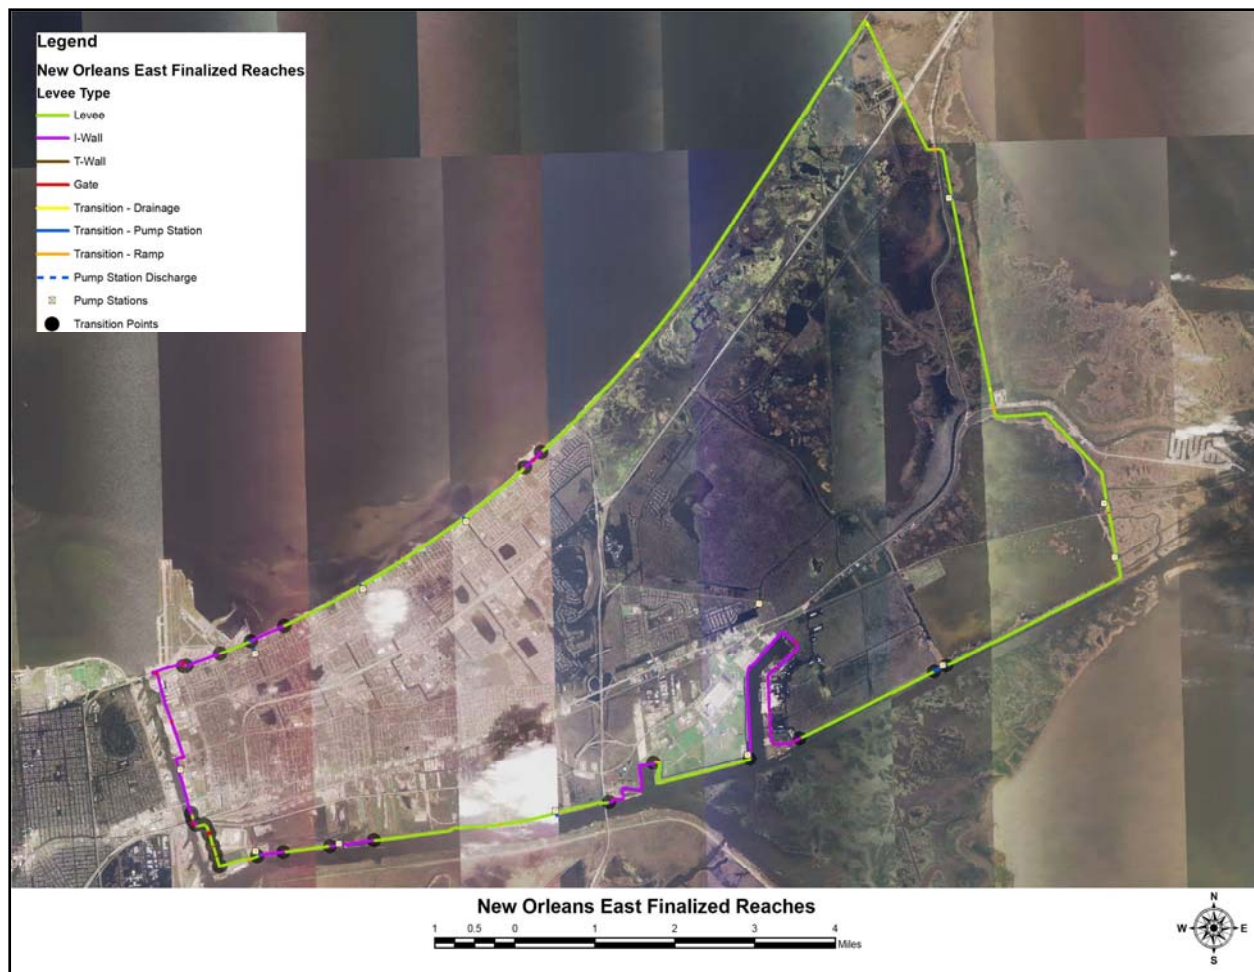 Legend
New Orleans East Finalized Reaches
Levee Type
Levee
I-Wall
T-Wall
Gate
Transition - Drainage
Transition - Pump Station
Transition - Ramp
Pump Station Discharge
Pump Stations
Transition Points
New Orleans East Finalized Reaches
1 0.5 0 1 2 3 4
Miles
N
W E
S